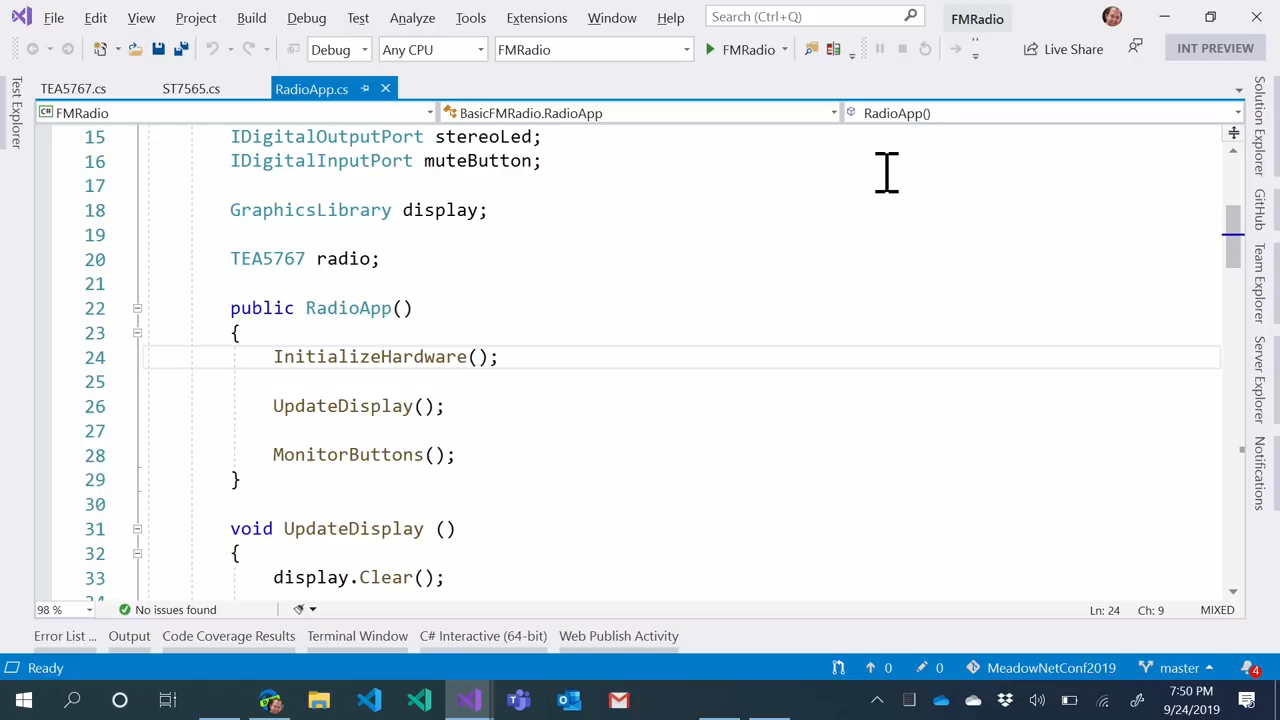 File Edit View Project Build Debug Test Analyze Tools Extensions Window Help Search (Ctrl+Q) FMRadio
Debug Any CPU FMRadio FMRadio Live Share INT PREVIEW
TEA5767.cs ST7565.cs RadioApp.cs
C# FMRadio BasicFMRadio.RadioApp RadioApp()
Test Explorer
15 IDigitalOutputPort stereoLed;
16 IDigitalInputPort muteButton;
17
18 GraphicsLibrary display;
19
20 TEA5767 radio;
21
22 public RadioApp()
23 {
24 InitializeHardware();
25
26 UpdateDisplay();
27
28 MonitorButtons();
29 }
30
31 void UpdateDisplay ()
32 {
33 display.Clear();
34
Solution Explorer
GitHub
Team Explorer
Server Explorer
Notifications
98 % No issues found Ln: 24 Ch: 9 MIXED
Error List ... Output Code Coverage Results Terminal Window C# Interactive (64-bit) Web Publish Activity
Ready 0 0 MeadowNetConf2019 master 4
7:50 PM
9/24/2019